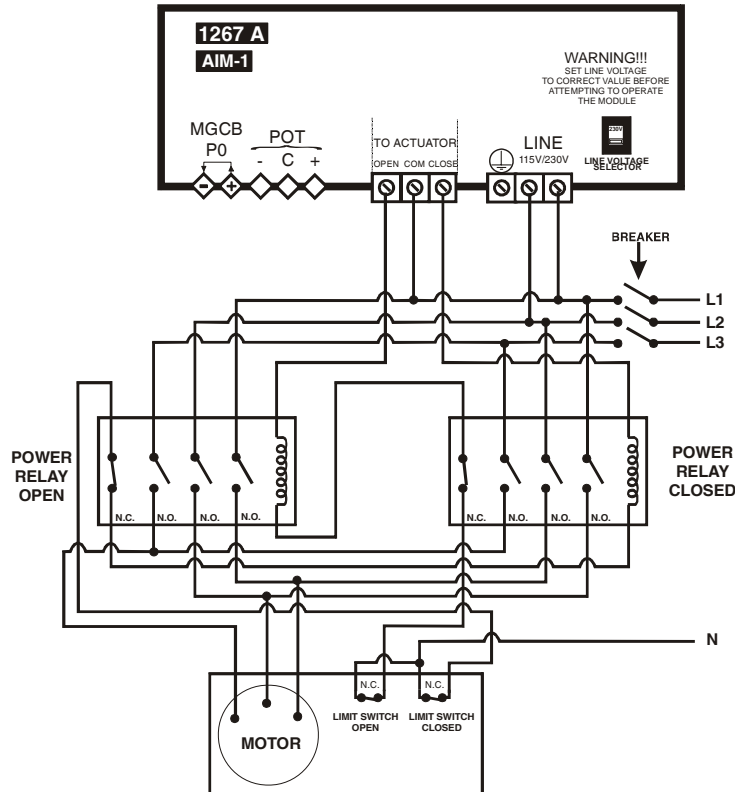 1267 A
AIM-1
WARNING!!!
SET LINE VOLTAGE
TO CORRECT VALUE BEFORE
ATTEMPTING TO OPERATE
THE MODULE
MGCB
P0
POT
- C +
- +
TO ACTUATOR
OPEN COM CLOSE
LINE
115V/230V
230V
LINE VOLTAGE
SELECTOR
BREAKER
L1
L2
L3
POWER
RELAY
OPEN
N.C. N.O. N.O. N.O.
N.C. N.O. N.O. N.O.
POWER
RELAY
CLOSED
N
N.C. N.C.
LIMIT SWITCH
OPEN
LIMIT SWITCH
CLOSED
MOTOR